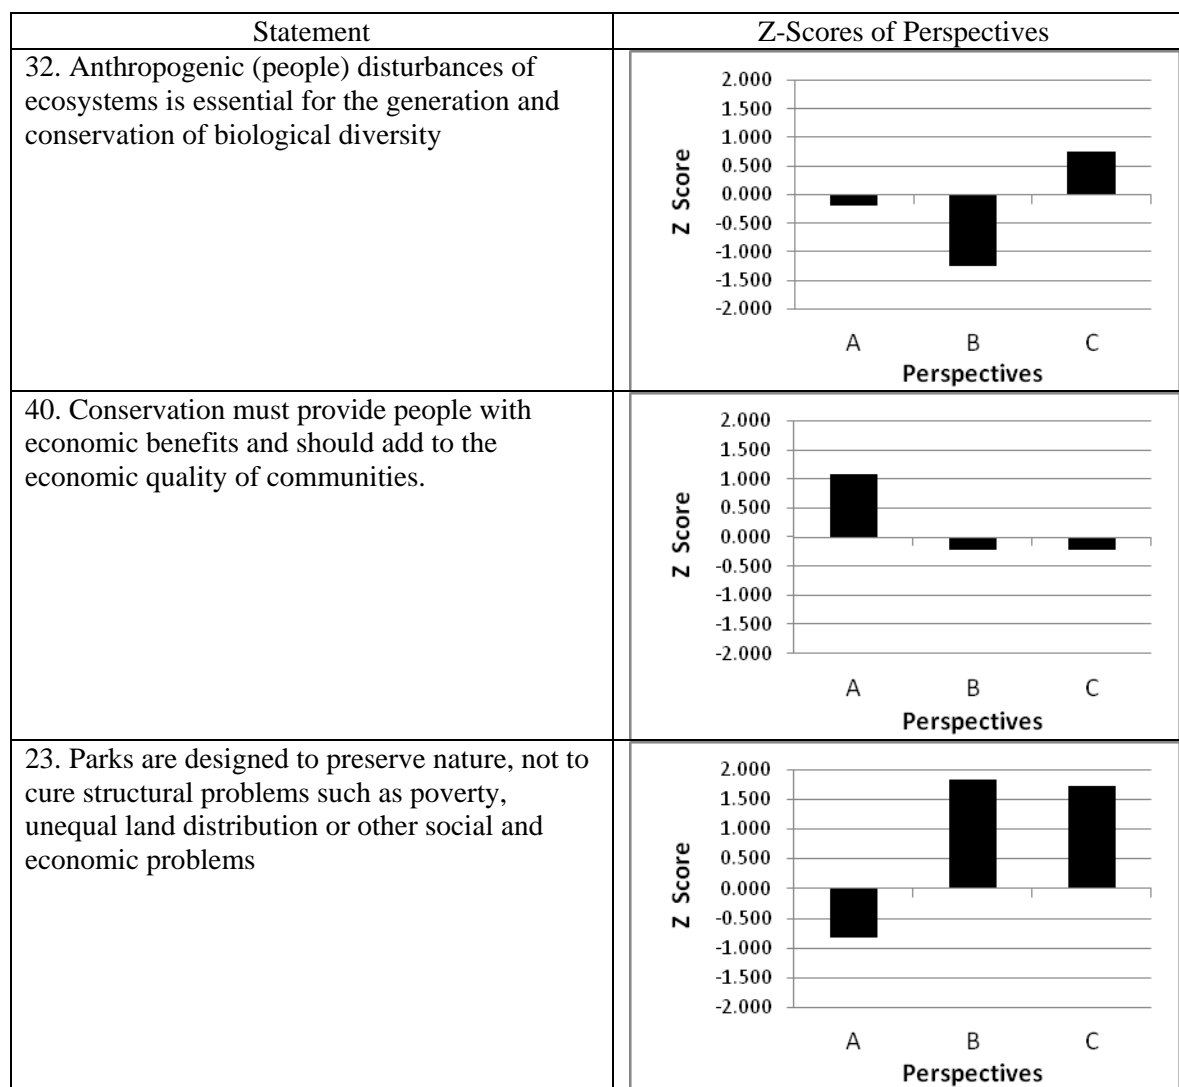 Statement
Z-Scores of Perspectives
32. Anthropogenic (people) disturbances of
ecosystems is essential for the generation and
conservation of biological diversity
2.000
1.500
1.000
0.500
0.000
-0.500
-1.000
-1.500
-2.000
Z Score
A B C
Perspectives
40. Conservation must provide people with
economic benefits and should add to the
economic quality of communities.
2.000
1.500
1.000
0.500
0.000
-0.500
-1.000
-1.500
-2.000
Z Score
A B C
Perspectives
23. Parks are designed to preserve nature, not to
cure structural problems such as poverty,
unequal land distribution or other social and
economic problems
2.000
1.500
1.000
0.500
0.000
-0.500
-1.000
-1.500
-2.000
Z Score
A B C
Perspectives